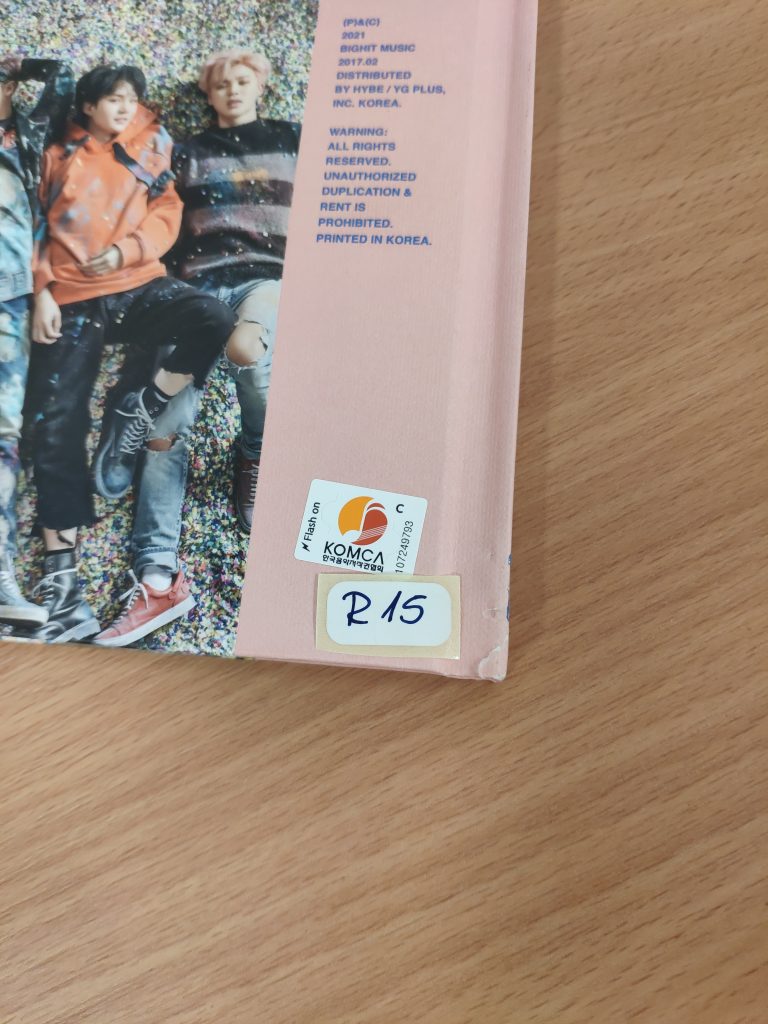 (P)&(C)
2021
BIGHIT MUSIC
2017.02
DISTRIBUTED
BY HYBE / YG PLUS,
INC. KOREA.
WARNING:
ALL RIGHTS
RESERVED.
UNAUTHORIZED
DUPLICATION &
RENT IS
PROHIBITED.
PRINTED IN KOREA.
Flash on
C
107249793
KOMCA
한국음악저작권협회
R 15